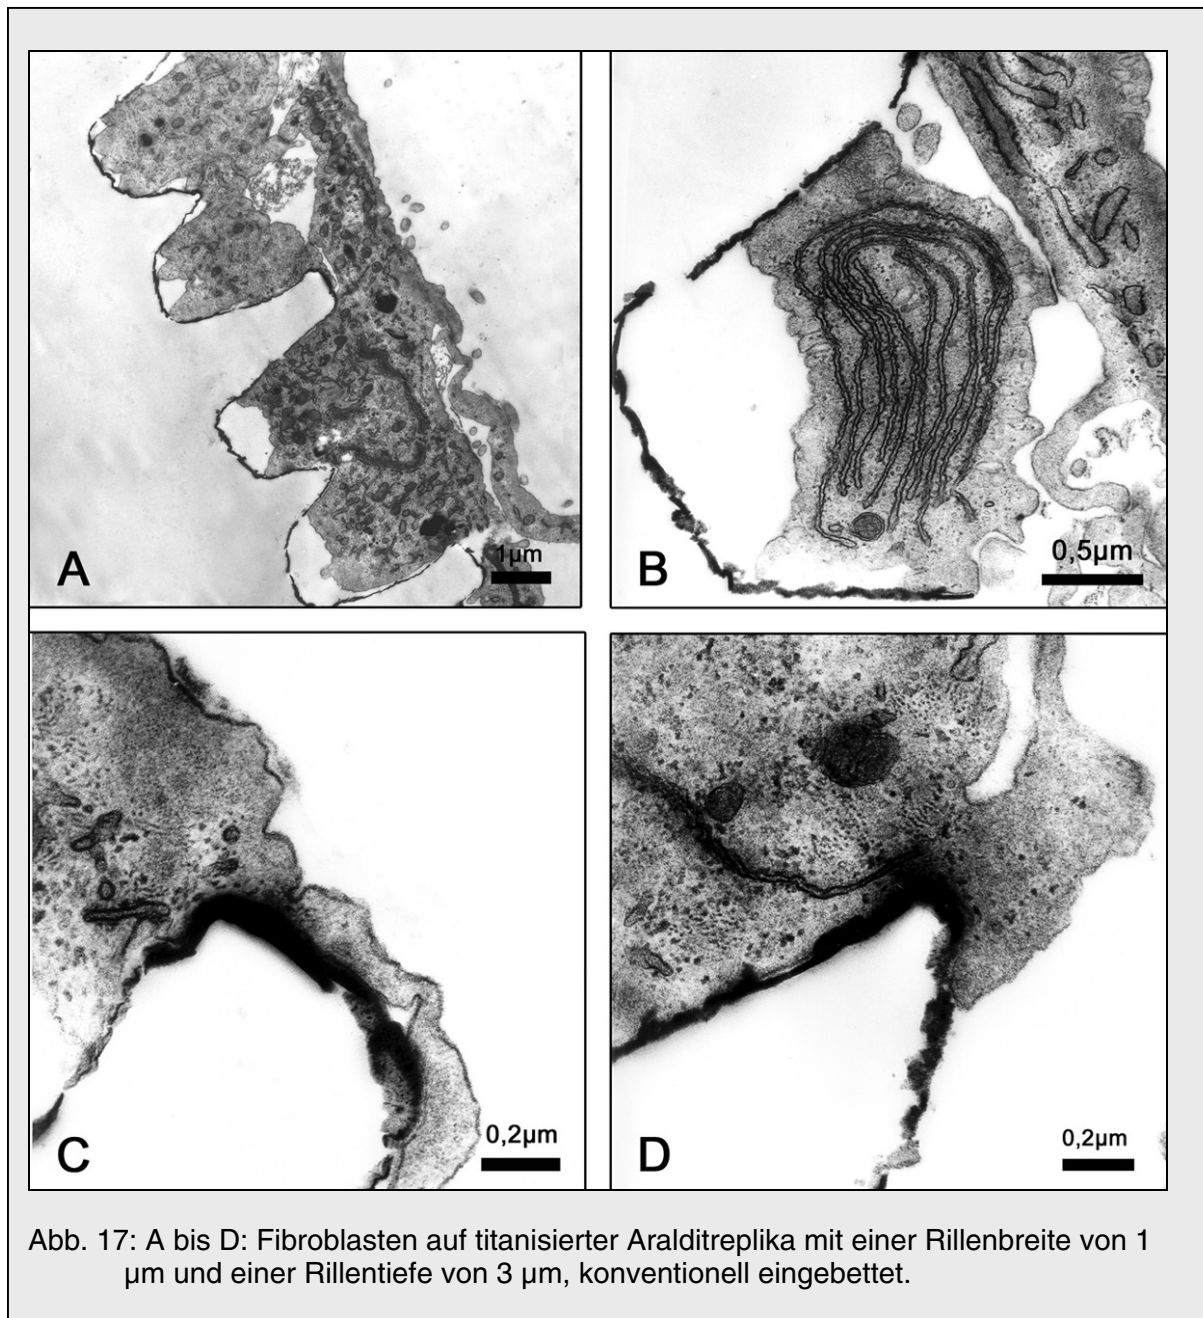 A
1µm
B
0,5µm
C
0,2µm
D
0,2µm
Abb. 17: A bis D: Fibroblasten auf titanisierter Aralditreplika mit einer Rillenbreite von 1
µm und einer Rillentiefe von 3 µm, konventionell eingebettet.